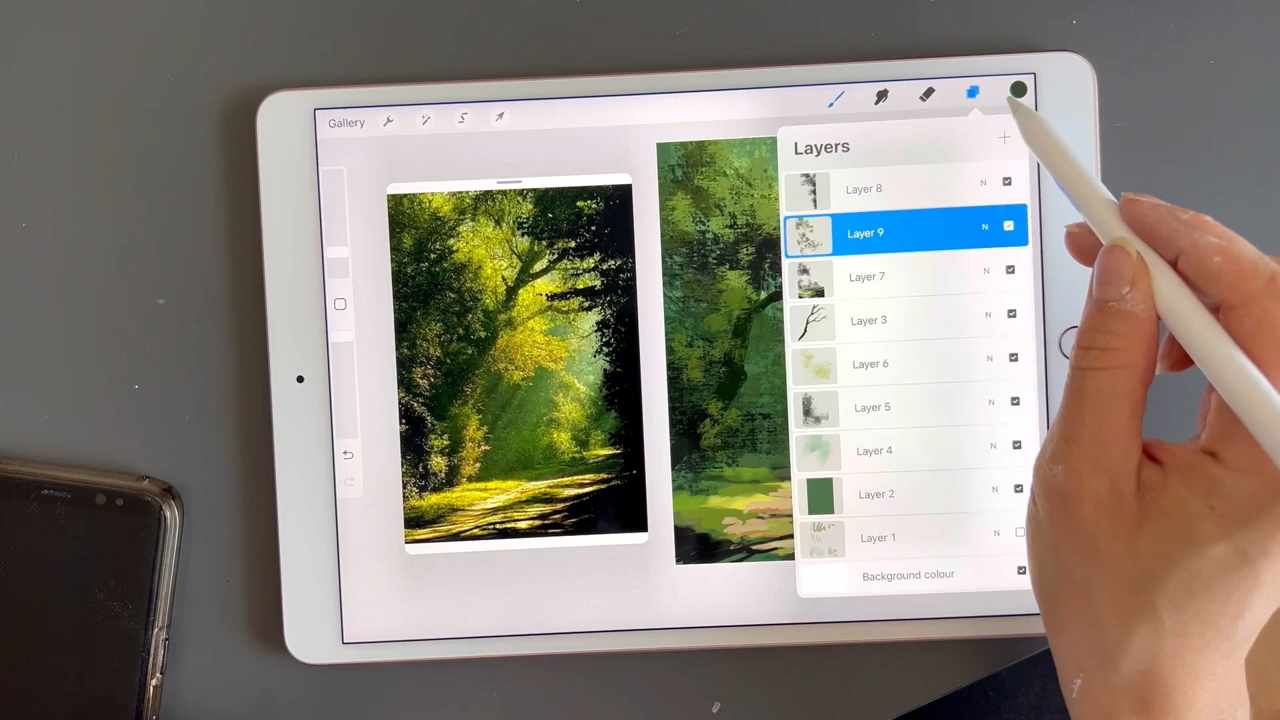 Gallery
Layers
Layer 8 N
Layer 9 N
Layer 7 N
Layer 3 N
Layer 6 N
Layer 5 N
Layer 4 N
Layer 2 N
Layer 1 N
Background colour